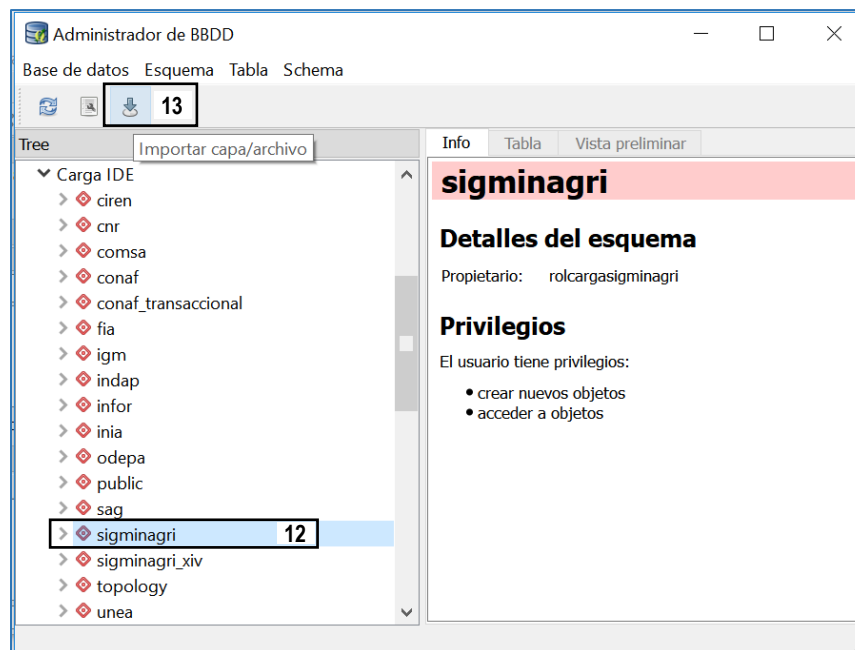 Administrador de BBDD
Base de datos Esquema Tabla Schema
13
Tree
Importar capa/archivo
Carga IDE
ciren
cnr
comsa
conaf
conaf_transaccional
fia
igm
indap
infor
inia
odepa
public
sag
sigminagri 12
sigminagri_xiv
topology
unea
Info Tabla Vista preliminar
sigminagri
Detalles del esquema
Propietario: rolcargasigminagri
Privilegios
El usuario tiene privilegios:
• crear nuevos objetos
• acceder a objetos